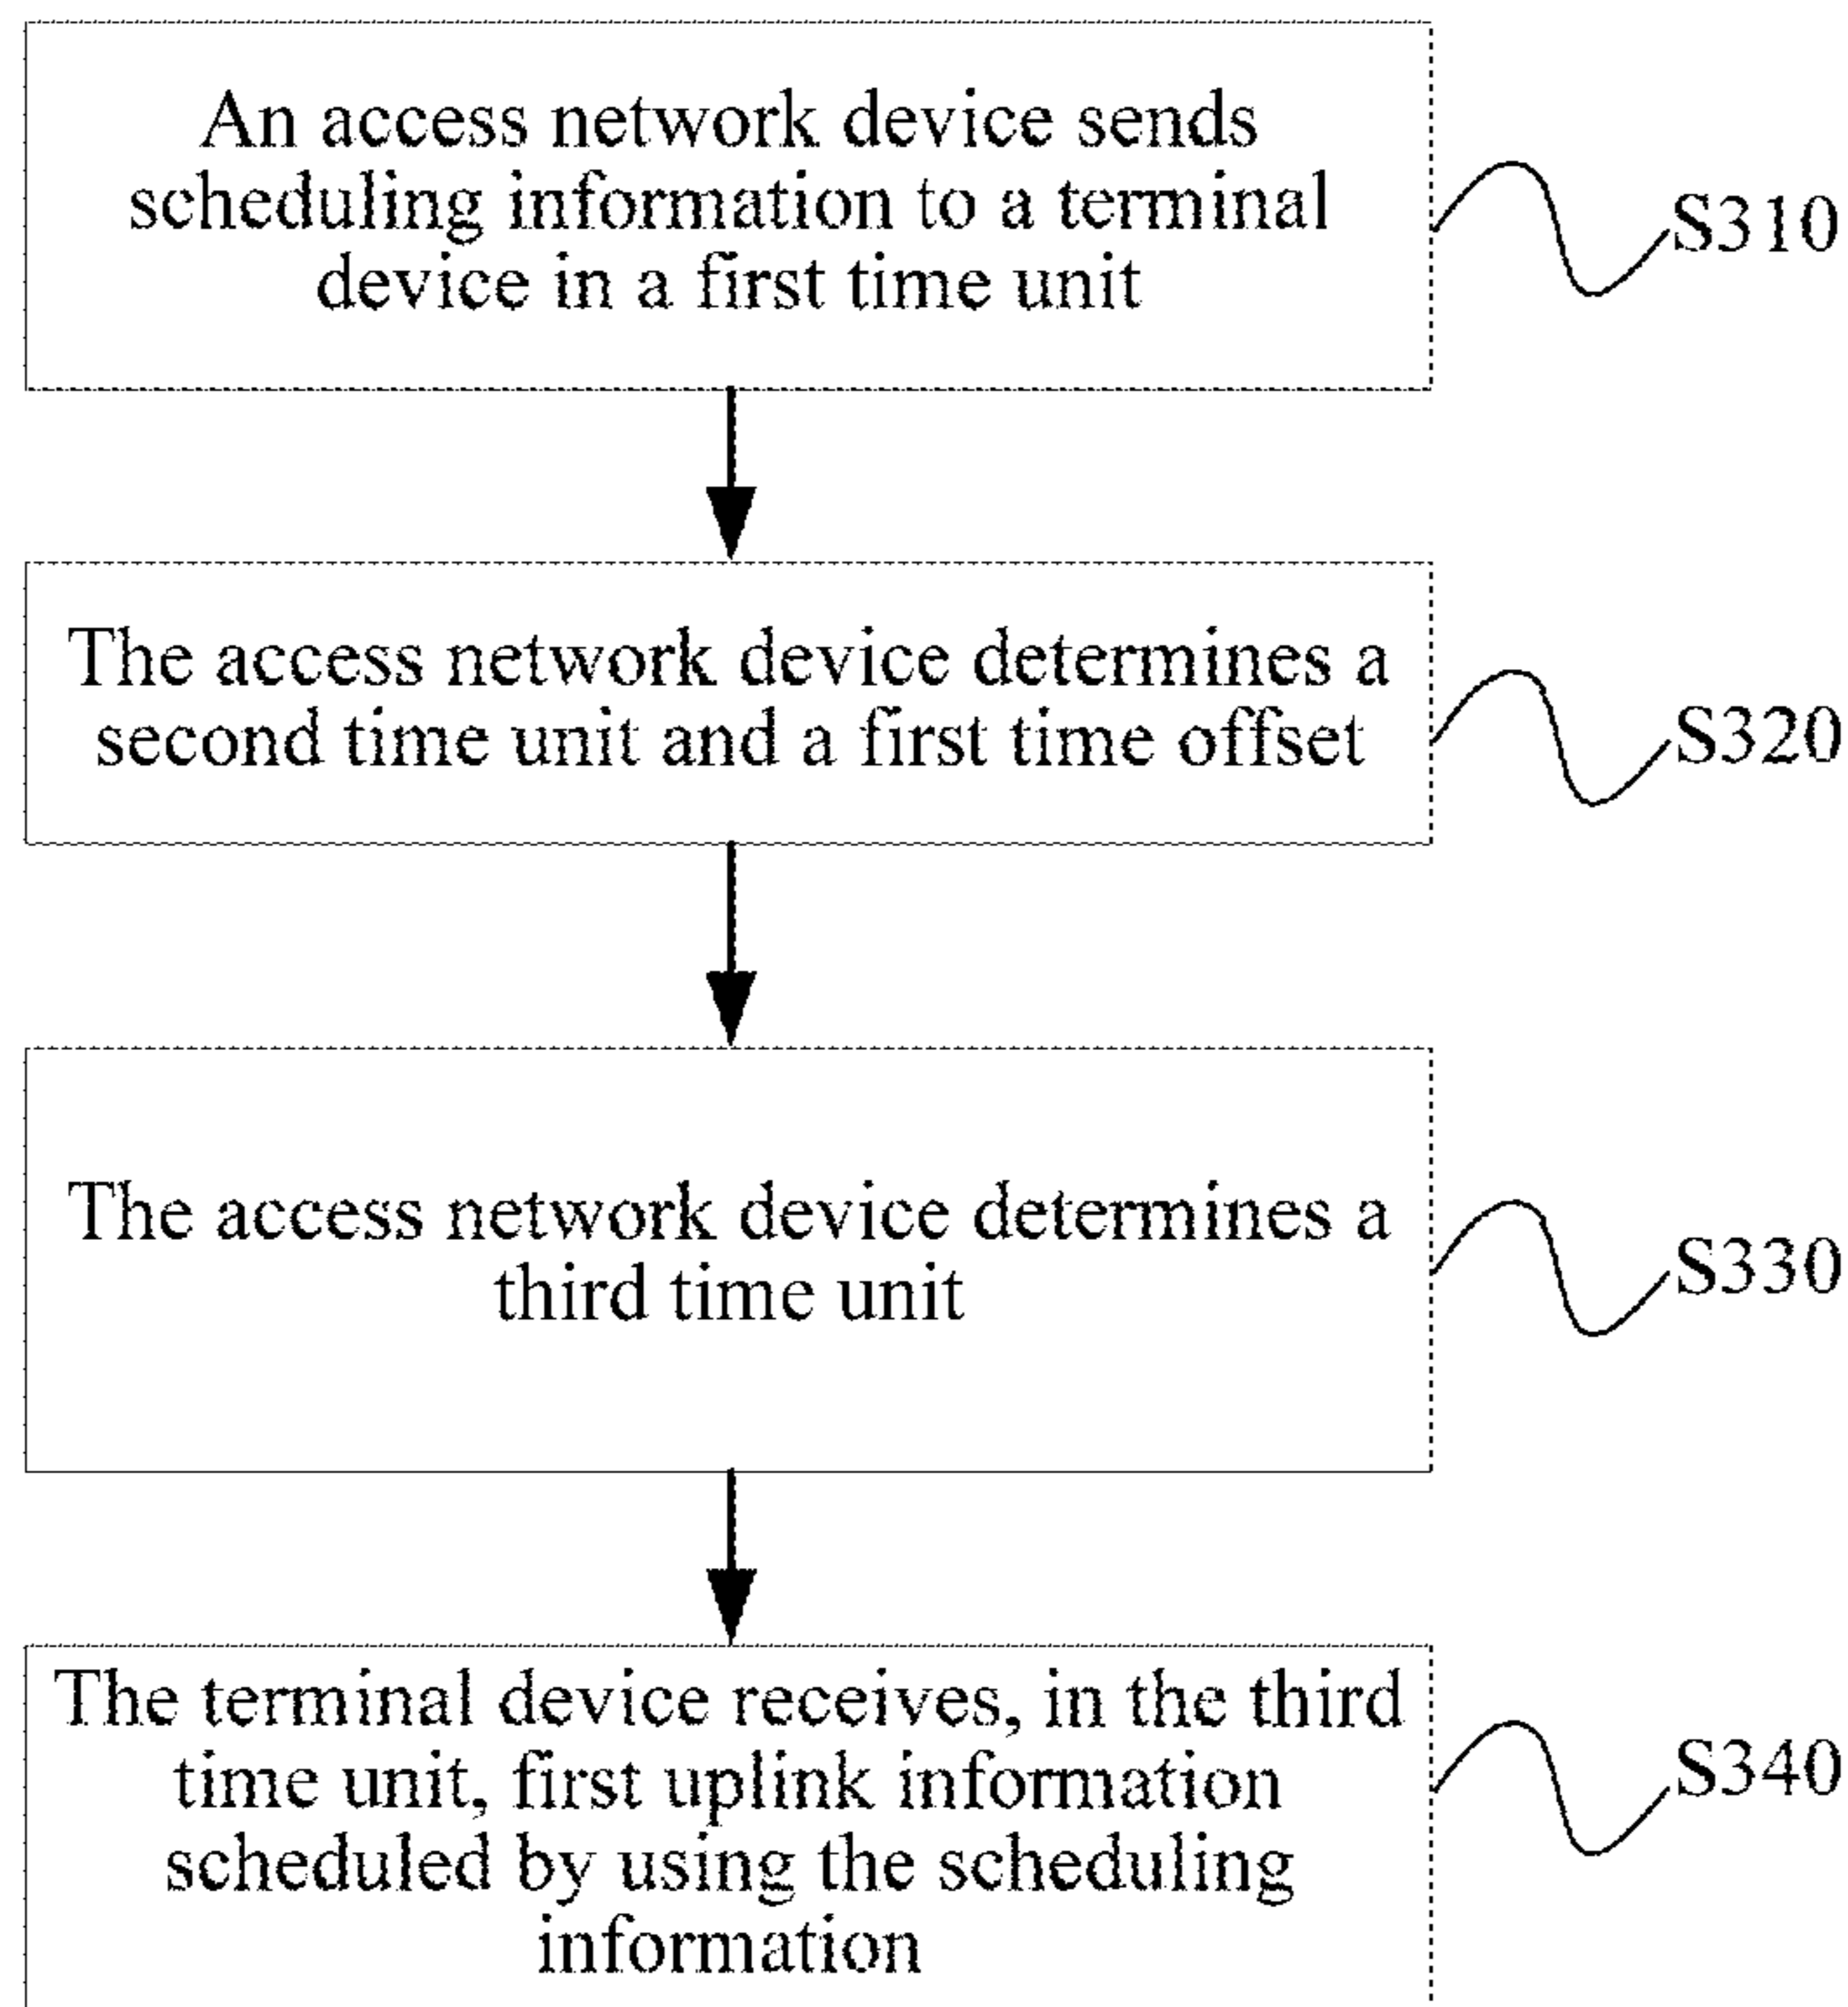 An access network device sends
scheduling information to a terminal
device in a first time unit
S310
The access network device determines a
second time unit and a first time offset
S320
The access network device determines a
third time unit
S330
The terminal device receives, in the third
time unit, first uplink information
scheduled by using the scheduling
information
S340